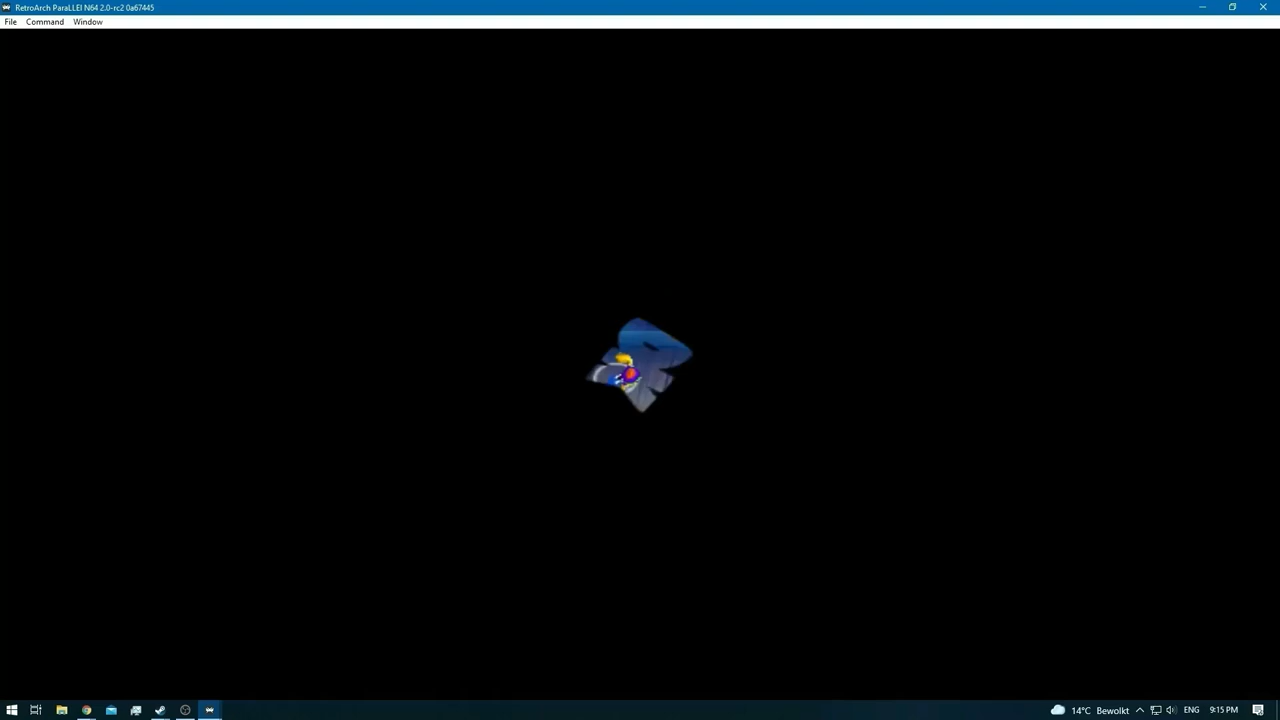 RetroArch ParaLLEl N64 2.0-rc2 0a67445
File Command Window
14°C Bewolkt ENG 9:15 PM